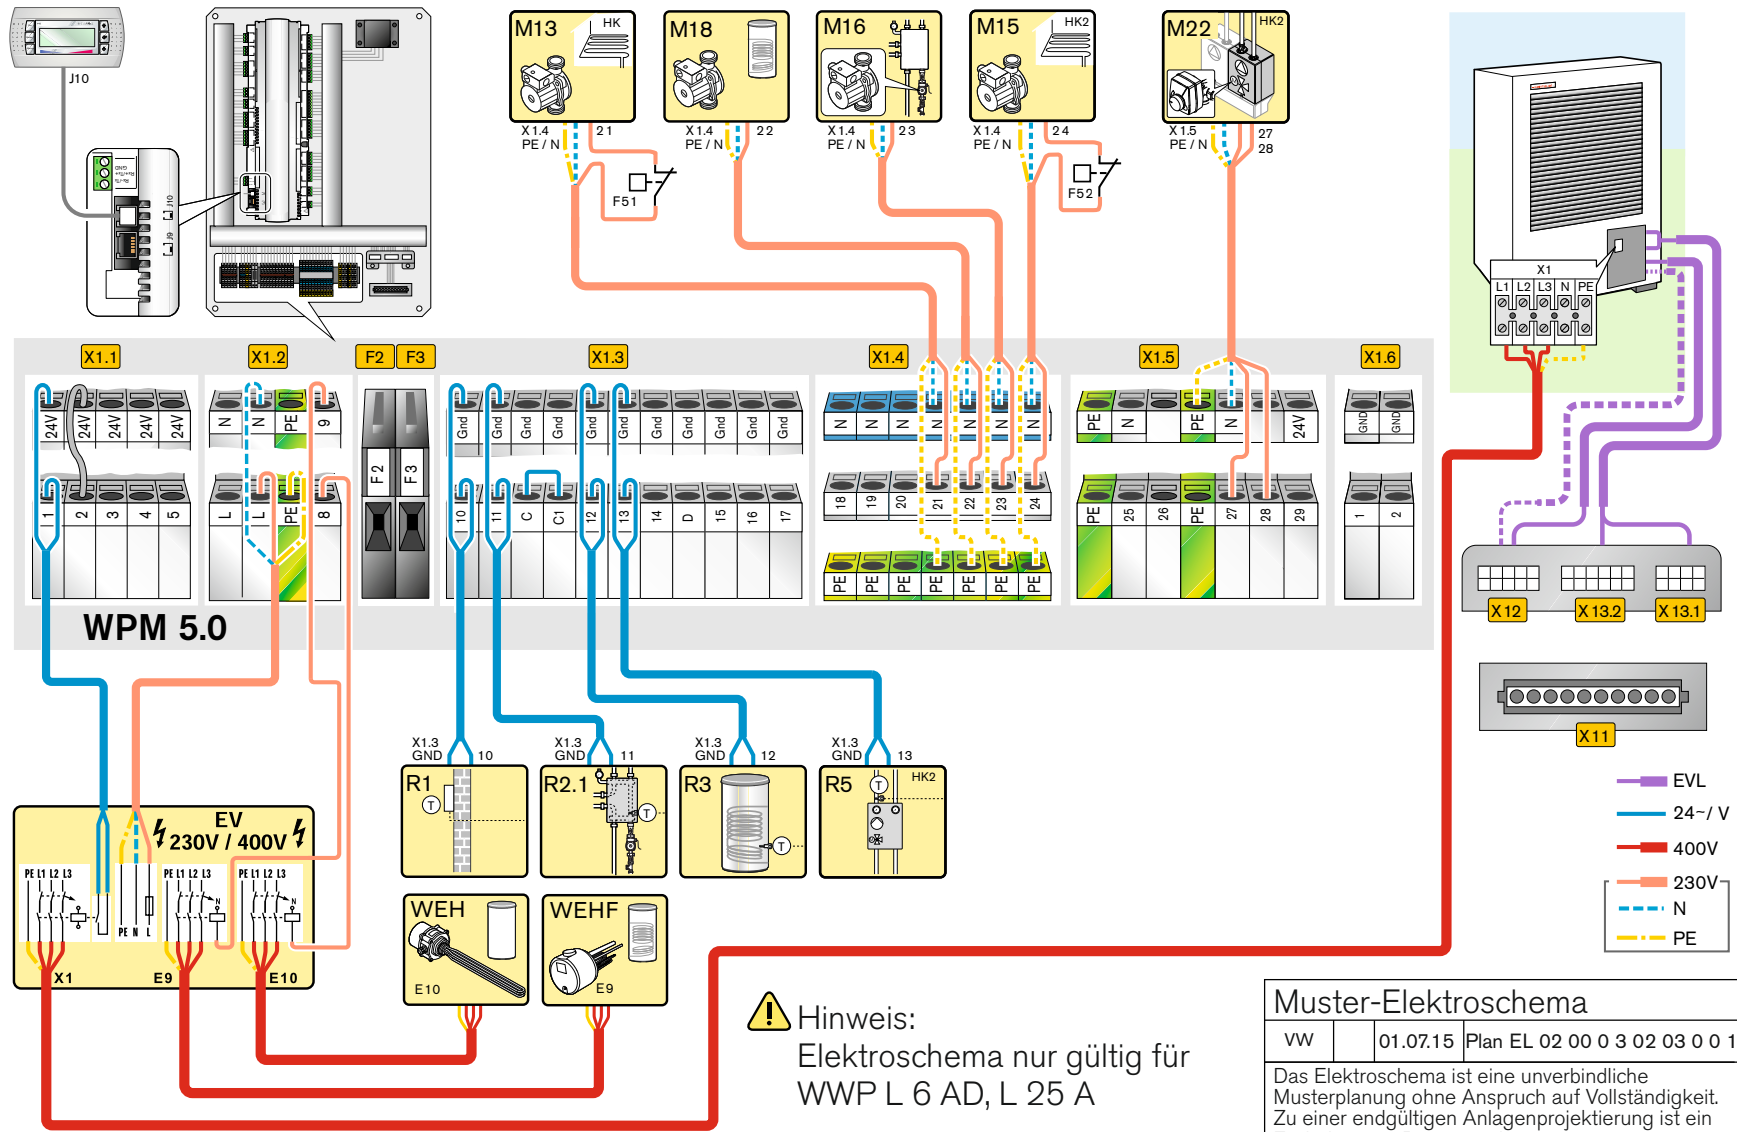 J10
M13 HK
M18
M16
M15 HK2
M22 HK2
X1.4 21
PE / N
X1.4 22
PE / N
X1.4 23
PE / N
X1.4 24
PE / N
X1.5 27
PE / N 28
F51
F52
GND
Rx+/Tx+
Rx-/Tx-
J10
J9
X1
L1 L2 L3 N PE
X1.1 X1.2 F2 F3 X1.3 X1.4 X1.5 X1.6
24V 24V 24V 24V 24V
N N PE 9
Gnd Gnd Gnd Gnd Gnd Gnd Gnd Gnd Gnd Gnd Gnd
N N N N N N N
PE N PE N 24V
GND GND
F2 F3
1 2 3 4 5
L L PE 8
10 11 C C1 12 13 14 D 15 16 17
18 19 20 21 22 23 24
PE 25 26 PE 27 28 29
1 2
PE PE PE PE PE PE PE
WPM 5.0
X12 X13.2 X13.1
X11
X1.3 10
GND
X1.3 11
GND
X1.3 12
GND
X1.3 13
GND
R1 T
R2.1 T
R3 T
R5 HK2 T
EV
230V / 400V
PE L1 L2 L3
PE N L
PE L1 L2 L3
N
PE L1 L2 L3
N
X1 E9 E10
WEH
E10
WEHF
E9
EVL
24~/ V
400V
230V
N
PE
Hinweis:
Elektroschema nur gültig für
WWP L 6 AD, L 25 A
Muster-Elektroschema
VW 01.07.15 Plan EL 02 00 0 3 02 03 0 0 1
Das Elektroschema ist eine unverbindliche
Musterplanung ohne Anspruch auf Vollständigkeit.
Zu einer endgültigen Anlagenprojektierung ist ein